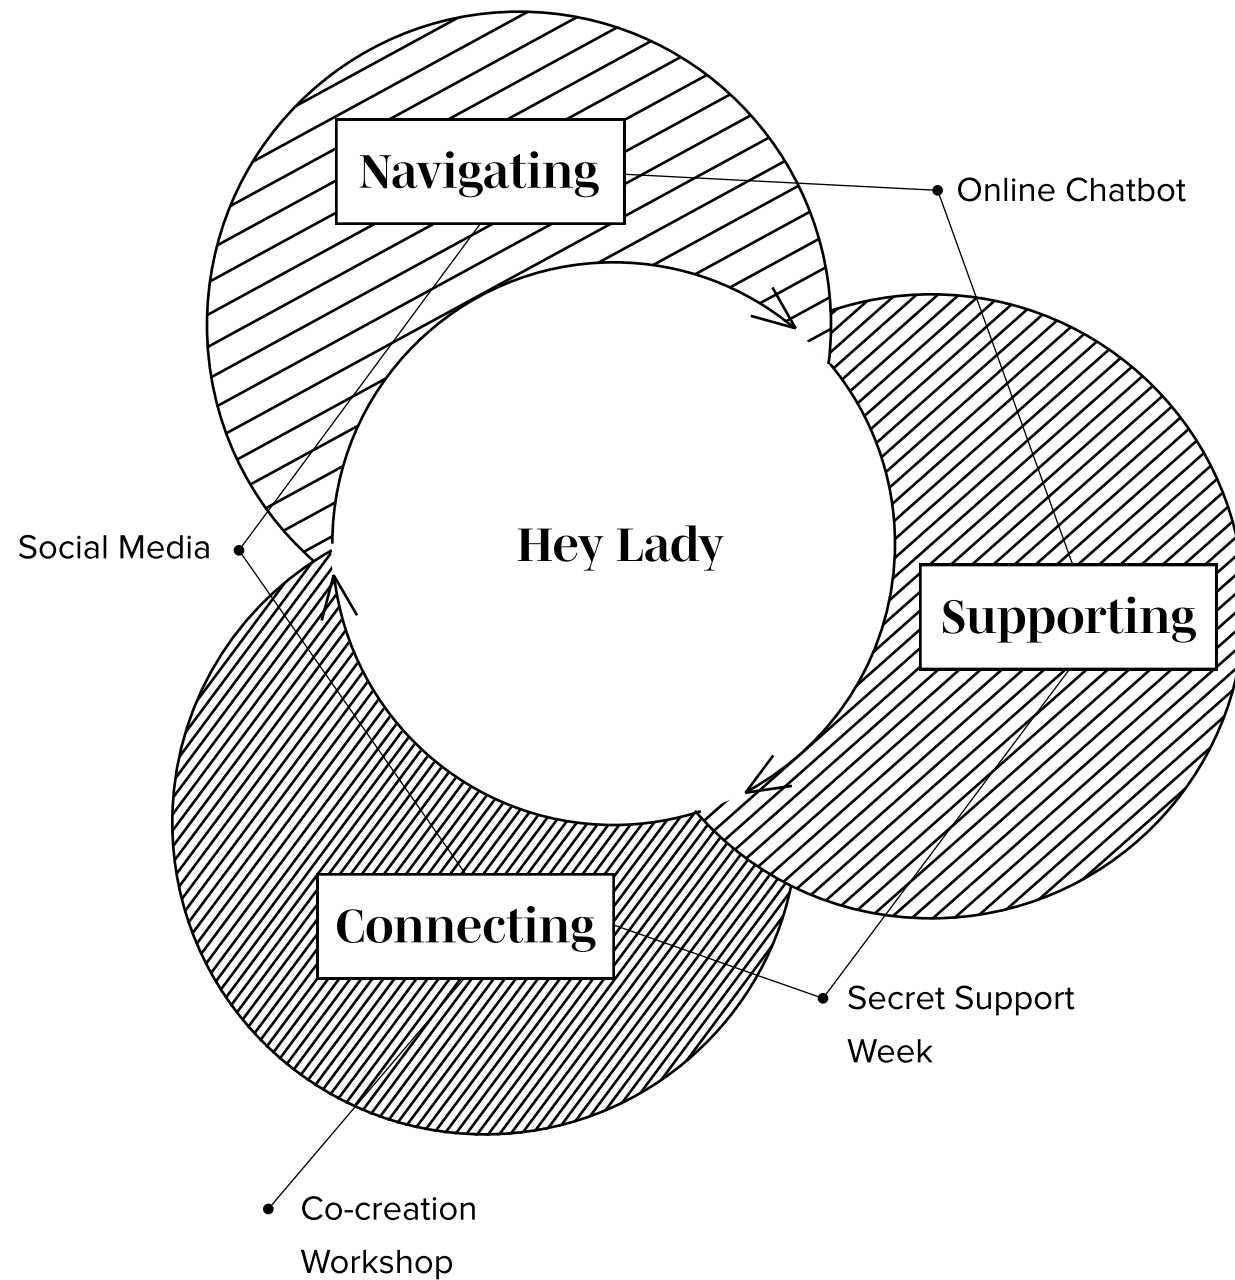 Navigating
Online Chatbot
Social Media
Hey Lady
Supporting
Connecting
Secret Support
Week
Co-creation
Workshop